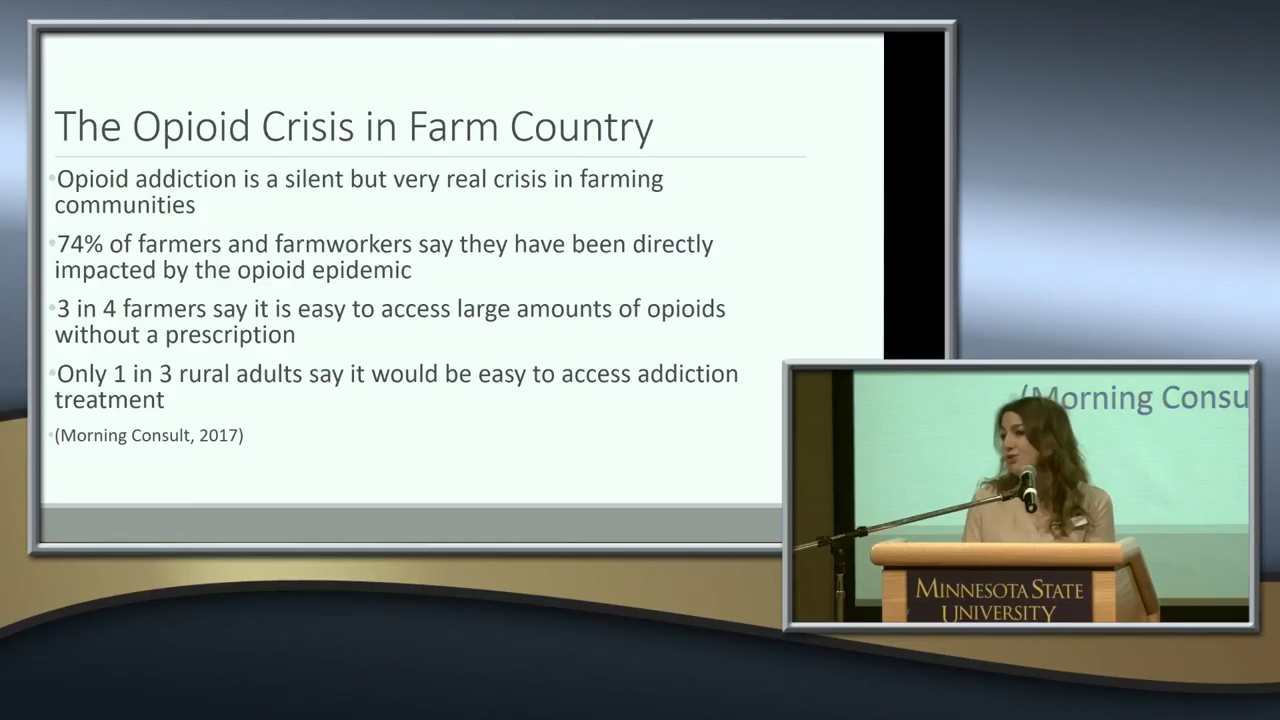 The Opioid Crisis in Farm Country
•Opioid addiction is a silent but very real crisis in farming
communities
•74% of farmers and farmworkers say they have been directly
impacted by the opioid epidemic
•3 in 4 farmers say it is easy to access large amounts of opioids
without a prescription
•Only 1 in 3 rural adults say it would be easy to access addiction
treatment
•(Morning Consult, 2017)
(Morning Consu
MINNESOTA STATE
UNIVERSITY